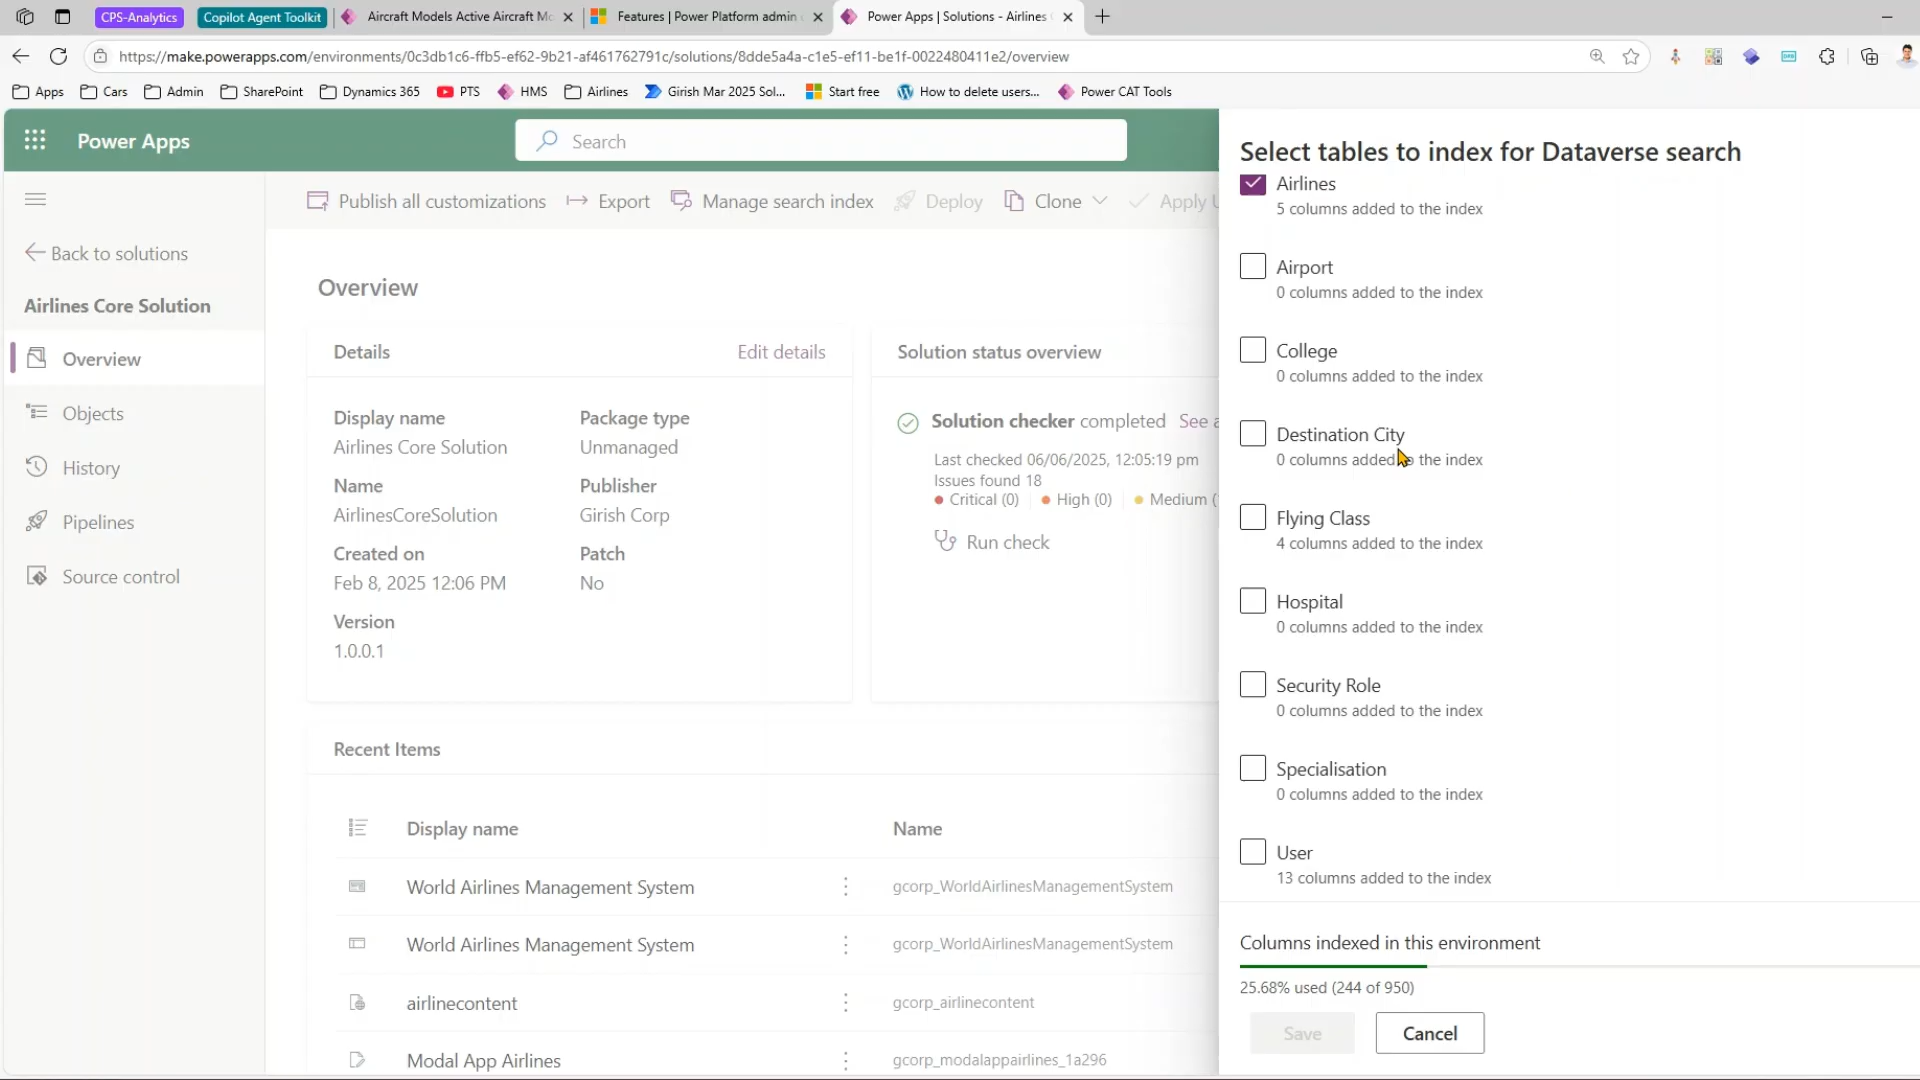 CPS-Analytics
Copilot Agent Toolkit
Aircraft Models Active Aircraft Mo
Features | Power Platform admin
Power Apps | Solutions - Airlines
https://make.powerapps.com/environments/0c3db1c6-ffb5-ef62-9b21-af461762791c/solutions/8dde5a4a-c1e5-ef11-be1f-0022480411e2/overview
Apps
Cars
Admin
SharePoint
Dynamics 365
PTS
HMS
Airlines
Girish Mar 2025 Sol...
Start free
How to delete users...
Power CAT Tools
Power Apps
Search
Publish all customizations
Export
Manage search index
Deploy
Clone
Apply U
Back to solutions
Airlines Core Solution
Overview
Objects
History
Pipelines
Source control
Overview
Details
Edit details
Display name
Airlines Core Solution
Package type
Unmanaged
Name
AirlinesCoreSolution
Publisher
Girish Corp
Created on
Feb 8, 2025 12:06 PM
Patch
No
Version
1.0.0.1
Solution status overview
Solution checker completed See a
Last checked 06/06/2025, 12:05:19 pm
Issues found 18
Critical (0)
High (0)
Medium (
Run check
Recent Items
Display name
Name
World Airlines Management System
gcorp_WorldAirlinesManagementSystem
World Airlines Management System
gcorp_WorldAirlinesManagementSystem
airlinecontent
gcorp_airlinecontent
Modal App Airlines
gcorp_modalappairlines_1a296
Select tables to index for Dataverse search
Airlines
5 columns added to the index
Airport
0 columns added to the index
College
0 columns added to the index
Destination City
0 columns added to the index
Flying Class
4 columns added to the index
Hospital
0 columns added to the index
Security Role
0 columns added to the index
Specialisation
0 columns added to the index
User
13 columns added to the index
Columns indexed in this environment
25.68% used (244 of 950)
Save
Cancel